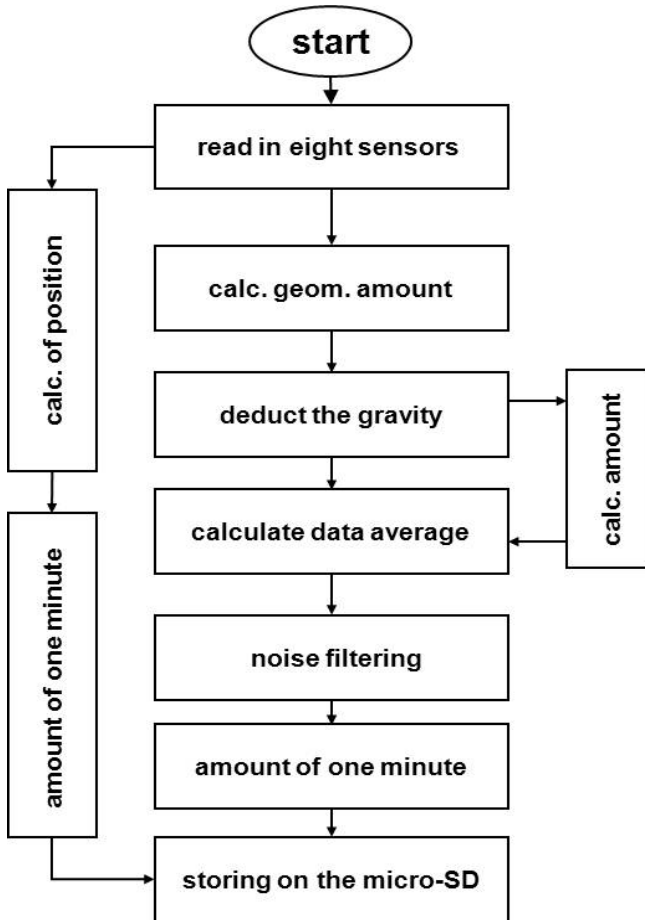 start
read in eight sensors
calc. of position
calc. geom. amount
deduct the gravity
calc. amount
calculate data average
amount of one minute
noise filtering
amount of one minute
storing on the micro-SD